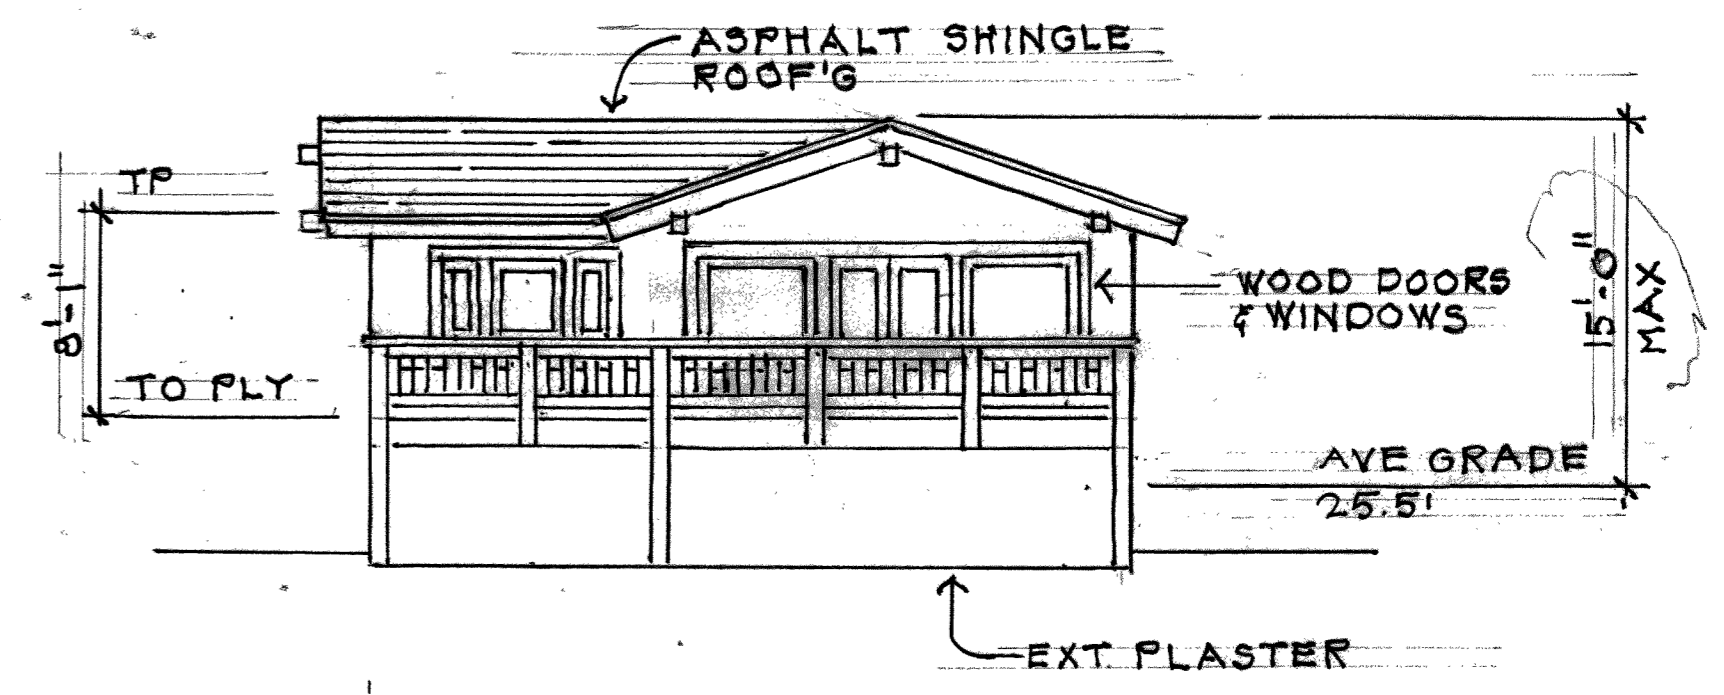 ASPHALT SHINGLE
ROOF'G
TP
8'-1"
TO PLY
WOOD DOORS
& WINDOWS
15'-0"
MAX
AVE GRADE
25.5'
EXT. PLASTER